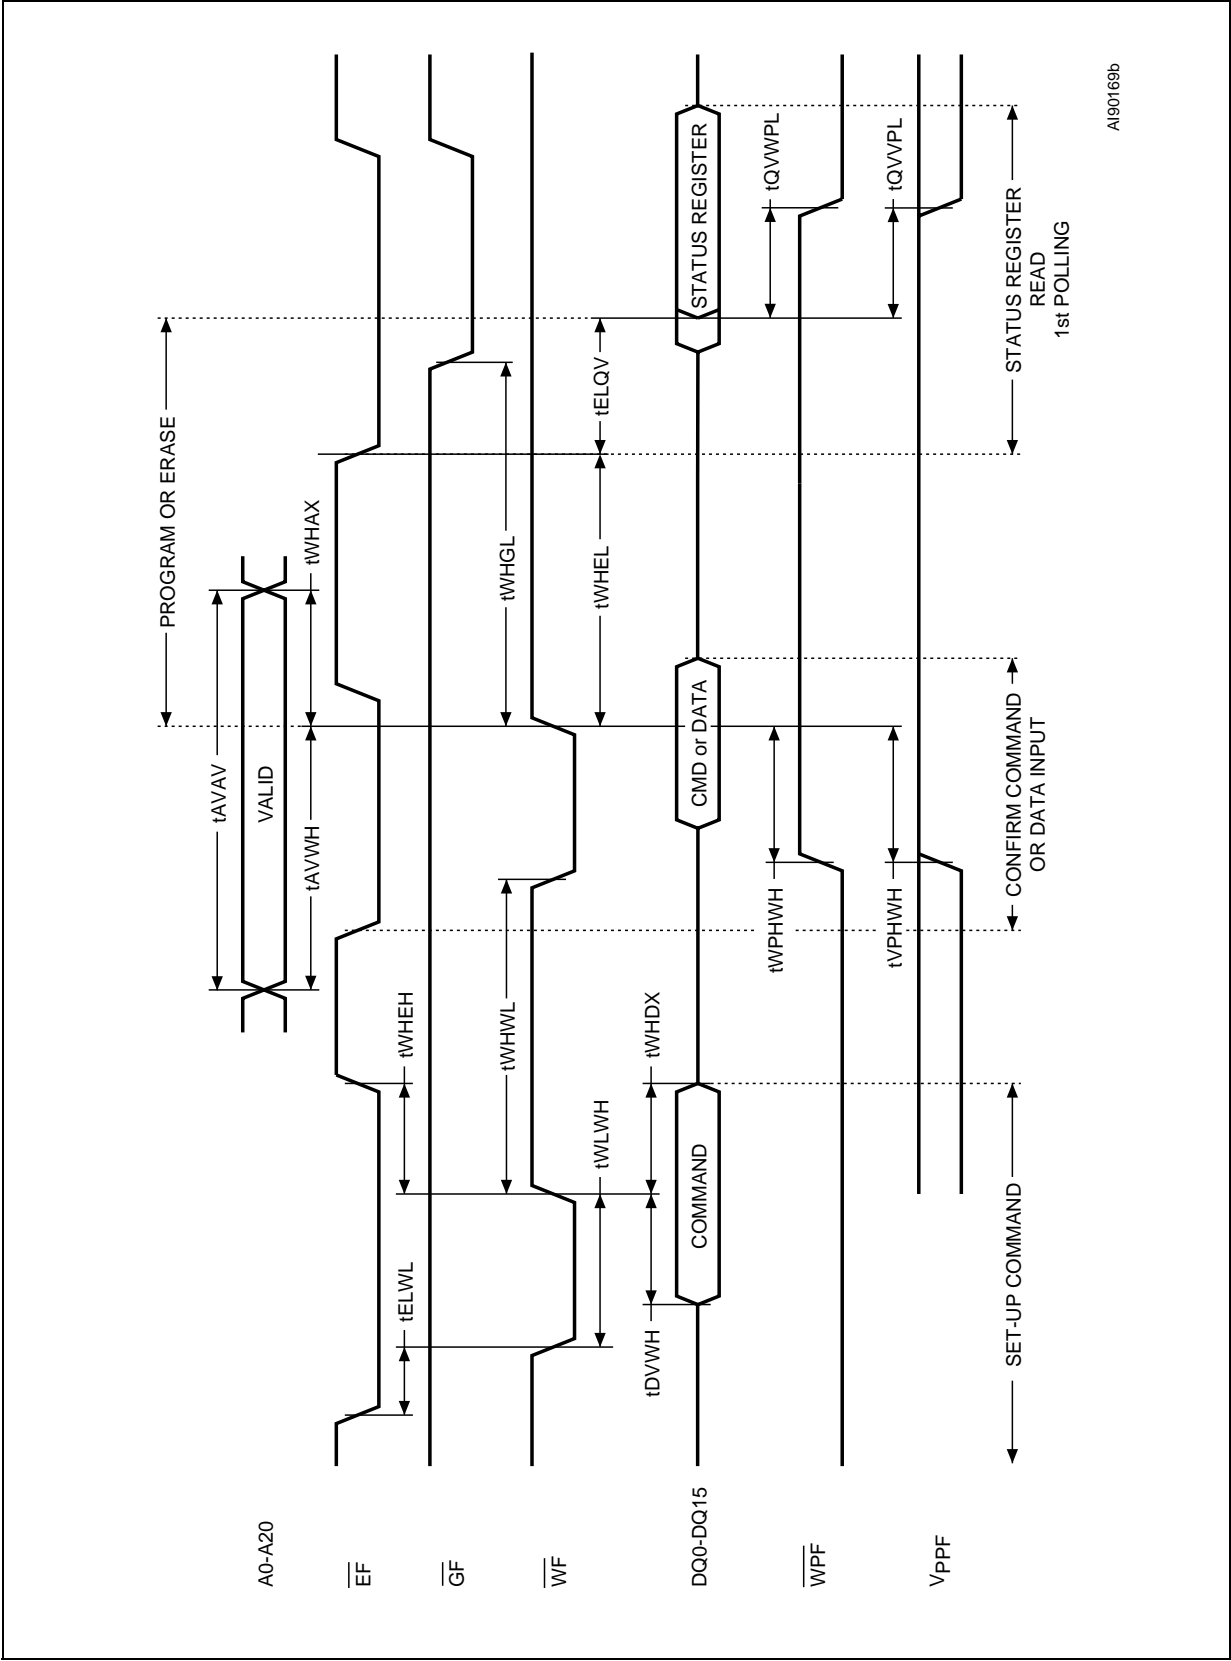 PROGRAM OR ERASE
tAVAV
A0-A20
VALID
tAVWH
tWHAX
EF
tELWL
tWHEH
GF
tWHWL
tWHGL
WF
tWLWH
tWHEL
tELQV
tDVWH
tWHDX
DQ0-DQ15
COMMAND
CMD or DATA
STATUS REGISTER
tWPHWH
tQVWPL
WPF
tVPHWH
tQVVPL
VPPF
SET-UP COMMAND
CONFIRM COMMAND
OR DATA INPUT
STATUS REGISTER
READ
1st POLLING
AI90169b